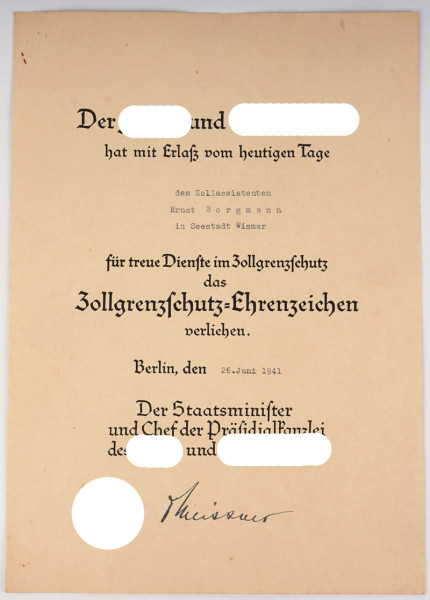 Der und
hat mit Erlaß vom heutigen Tage
dem Zollassistenten
Ernst Borgmann
in Seestadt Wismar
für treue Dienste im Zollgrenzschutz
das
Zollgrenzschutz=Ehrenzeichen
verliehen.
Berlin, den 26.Juni 1941
Der Staatsminister
und Chef der Präsidialkanzlei
des und
Meissner